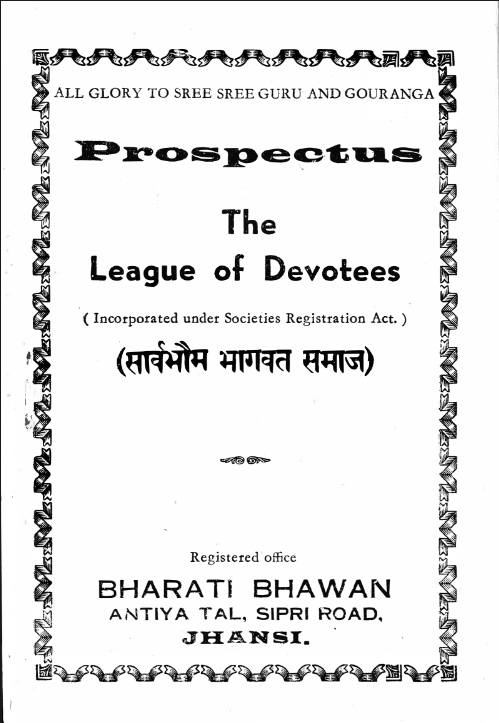 ALL GLORY TO SREE SREE GURU AND GOURANGA
Prospectus
The
League of Devotees
( Incorporated under Societies Registration Act. )
(सार्वभौम भागवत समाज)
Registered office
BHARATI BHAWAN
ANTIYA TAL, SIPRI ROAD,
JHANSI.